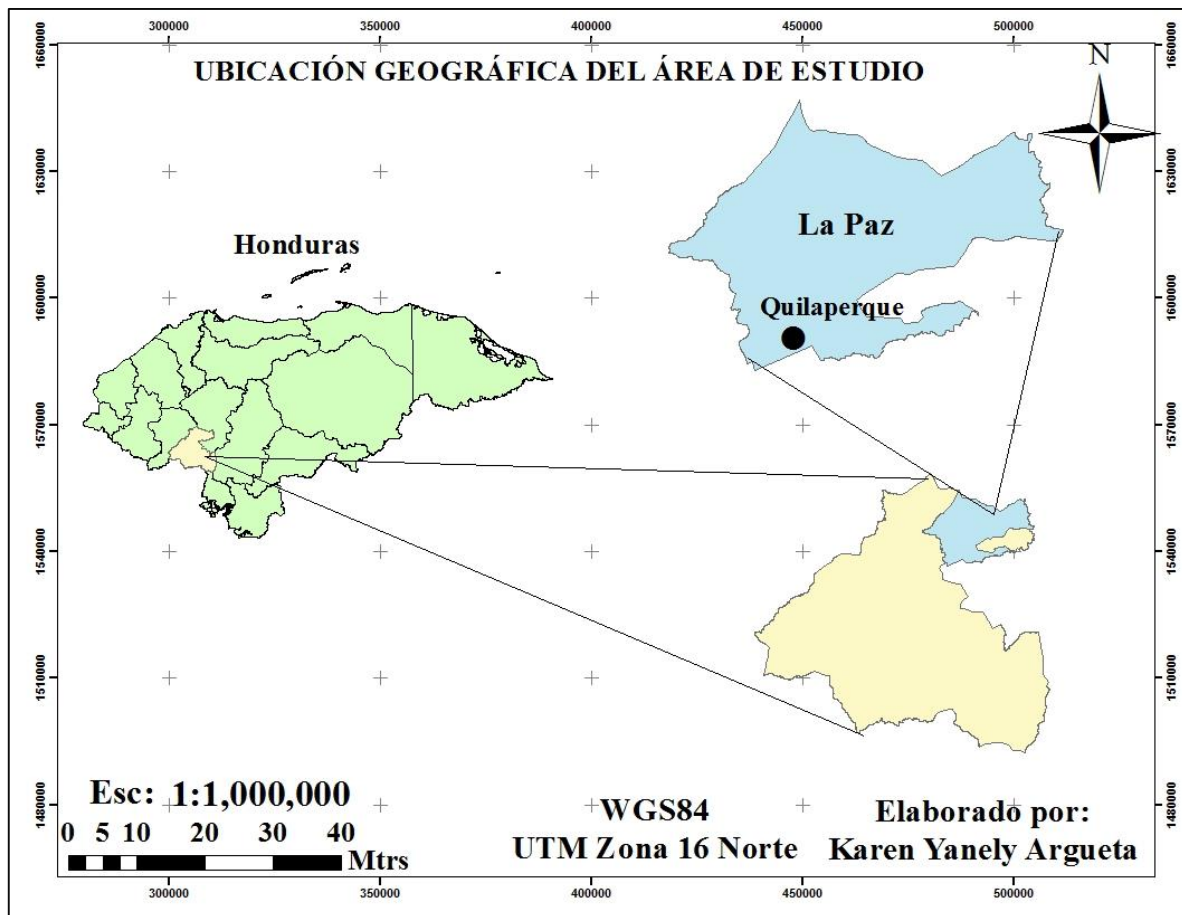 300000 350000 400000 450000 500000
1660000 1660000
UBICACIÓN GEOGRÁFICA DEL ÁREA DE ESTUDIO
N
1630000 1630000
La Paz
Honduras
1600000 1600000
Quilaperque
1570000 1570000
1540000 1540000
1510000 1510000
1480000 1480000
Esc: 1:1,000,000
0 5 10 20 30 40
Mtrs
WGS84
UTM Zona 16 Norte
Elaborado por:
Karen Yanely Argueta
300000 350000 400000 450000 500000